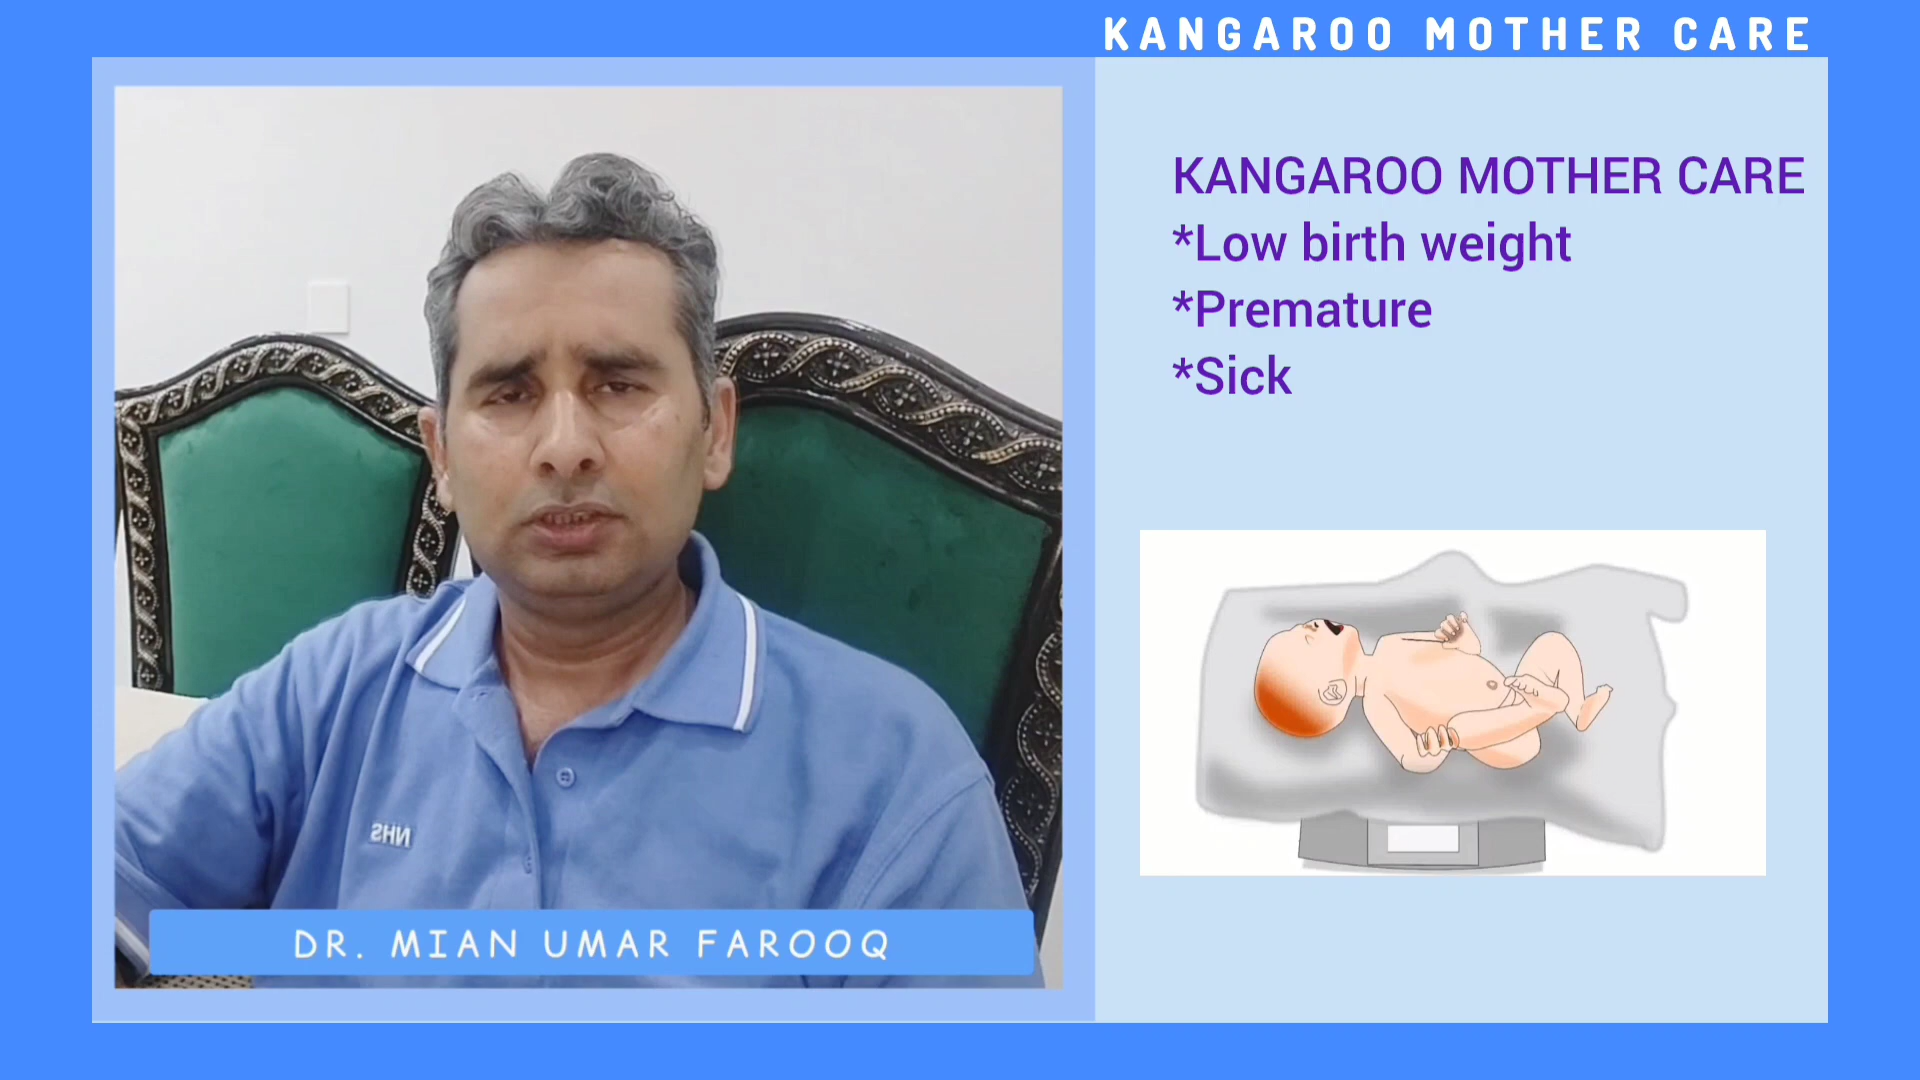 KANGAROO MOTHER CARE
KANGAROO MOTHER CARE
*Low birth weight
*Premature
*Sick
NHS
DR. MIAN UMAR FAROOQ